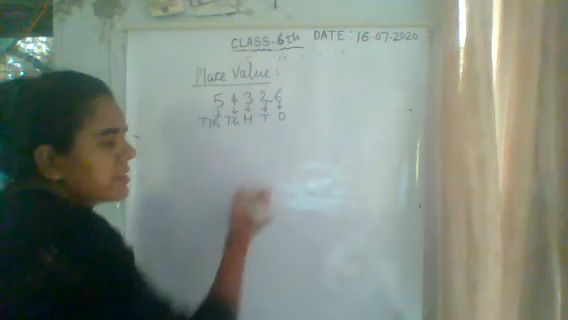 CLASS-6th DATE: 16-07-2020
Place Value:
5 4 3 2 6
TTh Th H T O